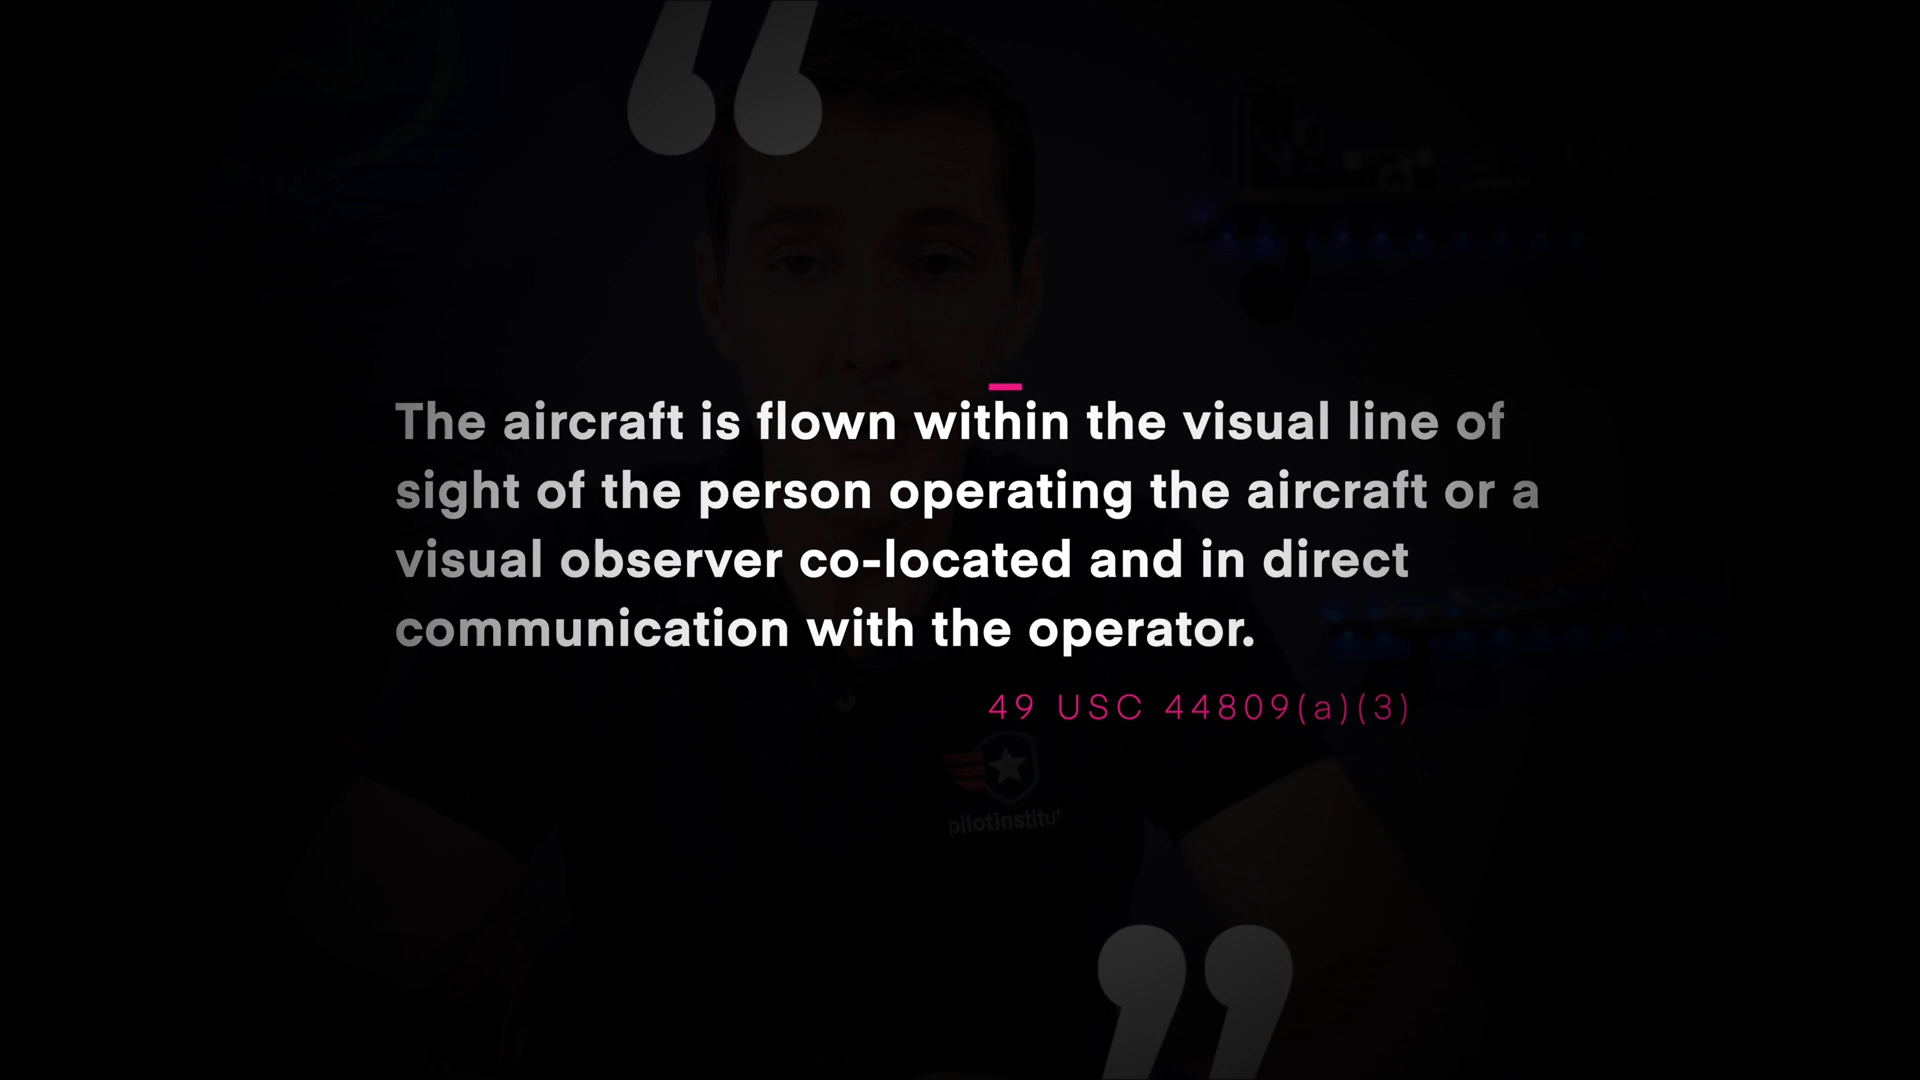 “
The aircraft is flown within the visual line of
sight of the person operating the aircraft or a
visual observer co-located and in direct
communication with the operator.
49 USC 44809(a)(3)
pilotinstitu
”